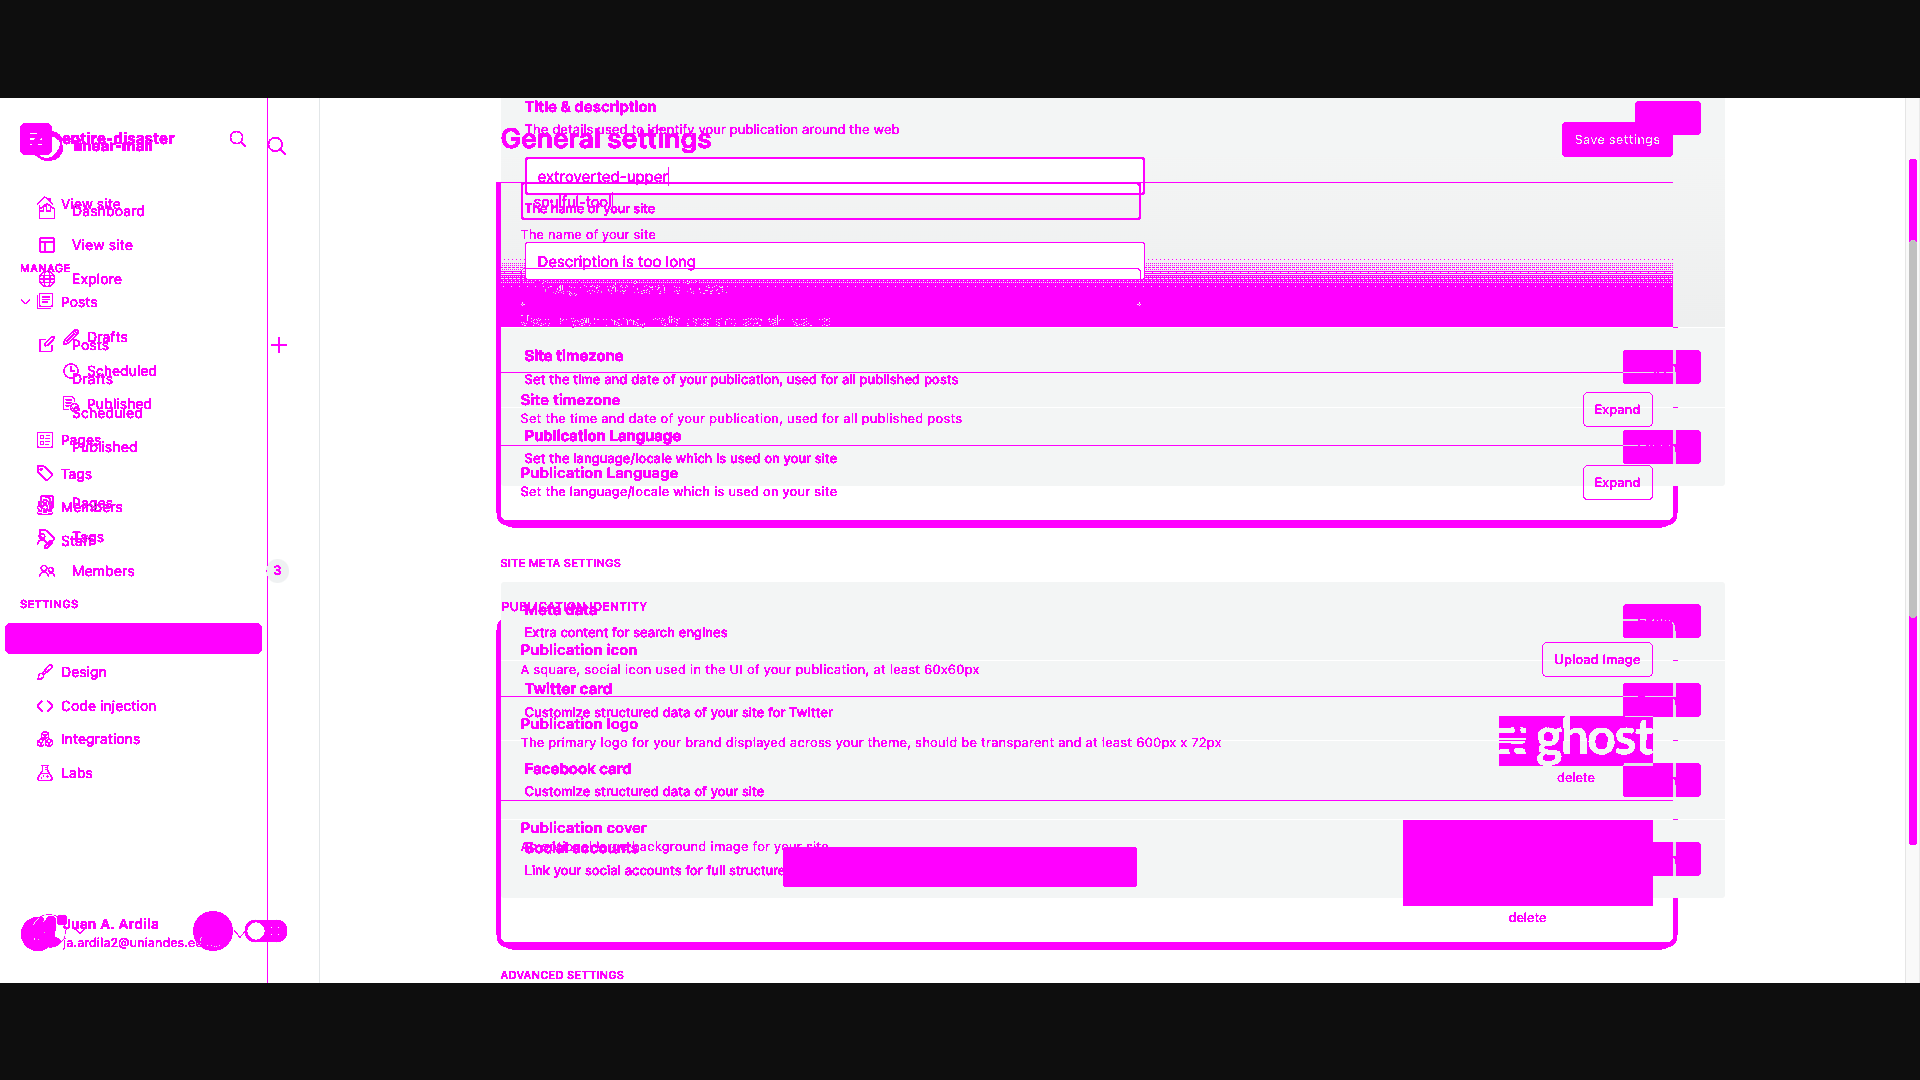 entire-disaster
linear-mail
View site
Dashboard
View site
MANAGE
Explore
Posts
Drafts
Posts
Scheduled
Drafts
Published
Scheduled
Pages
Published
Tags
Pages
Members
Tags
Staff
Members
3
SETTINGS
Design
Code injection
Integrations
Labs
Juan A. Ardila
ja.ardila2@uniandes.e
Title & description
The details used to identify your publication around the web
General settings
Save settings
extroverted-upper
soulful-tool
The name of your site
The name of your site
Description is too long
Site timezone
Set the time and date of your publication, used for all published posts
Site timezone
Expand
Set the time and date of your publication, used for all published posts
Publication Language
Set the language/locale which is used on your site
Publication Language
Expand
Set the language/locale which is used on your site
SITE META SETTINGS
PUBLICATION IDENTITY
Meta data
Extra content for search engines
Publication icon
Upload Image
A square, social icon used in the UI of your publication, at least 60x60px
Twitter card
Customize structured data of your site for Twitter
Publication logo
ghost
The primary logo for your brand displayed across your theme, should be transparent and at least 600px x 72px
Facebook card
delete
Customize structured data of your site
Publication cover
background image for your site
Social accounts
Link your social accounts for full structure
delete
ADVANCED SETTINGS